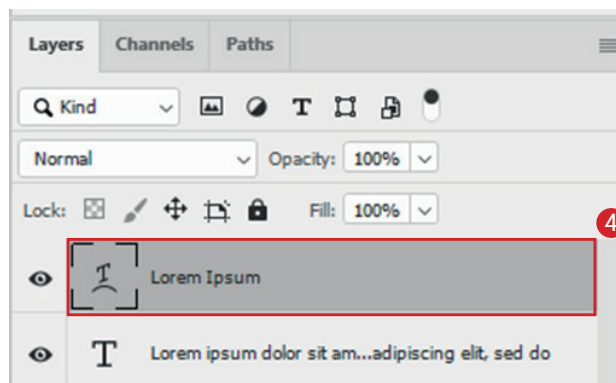 Layers Channels Paths
Kind
Normal Opacity: 100%
Lock: Fill: 100%
4
Lorem Ipsum
Lorem ipsum dolor sit am...adipiscing elit, sed do